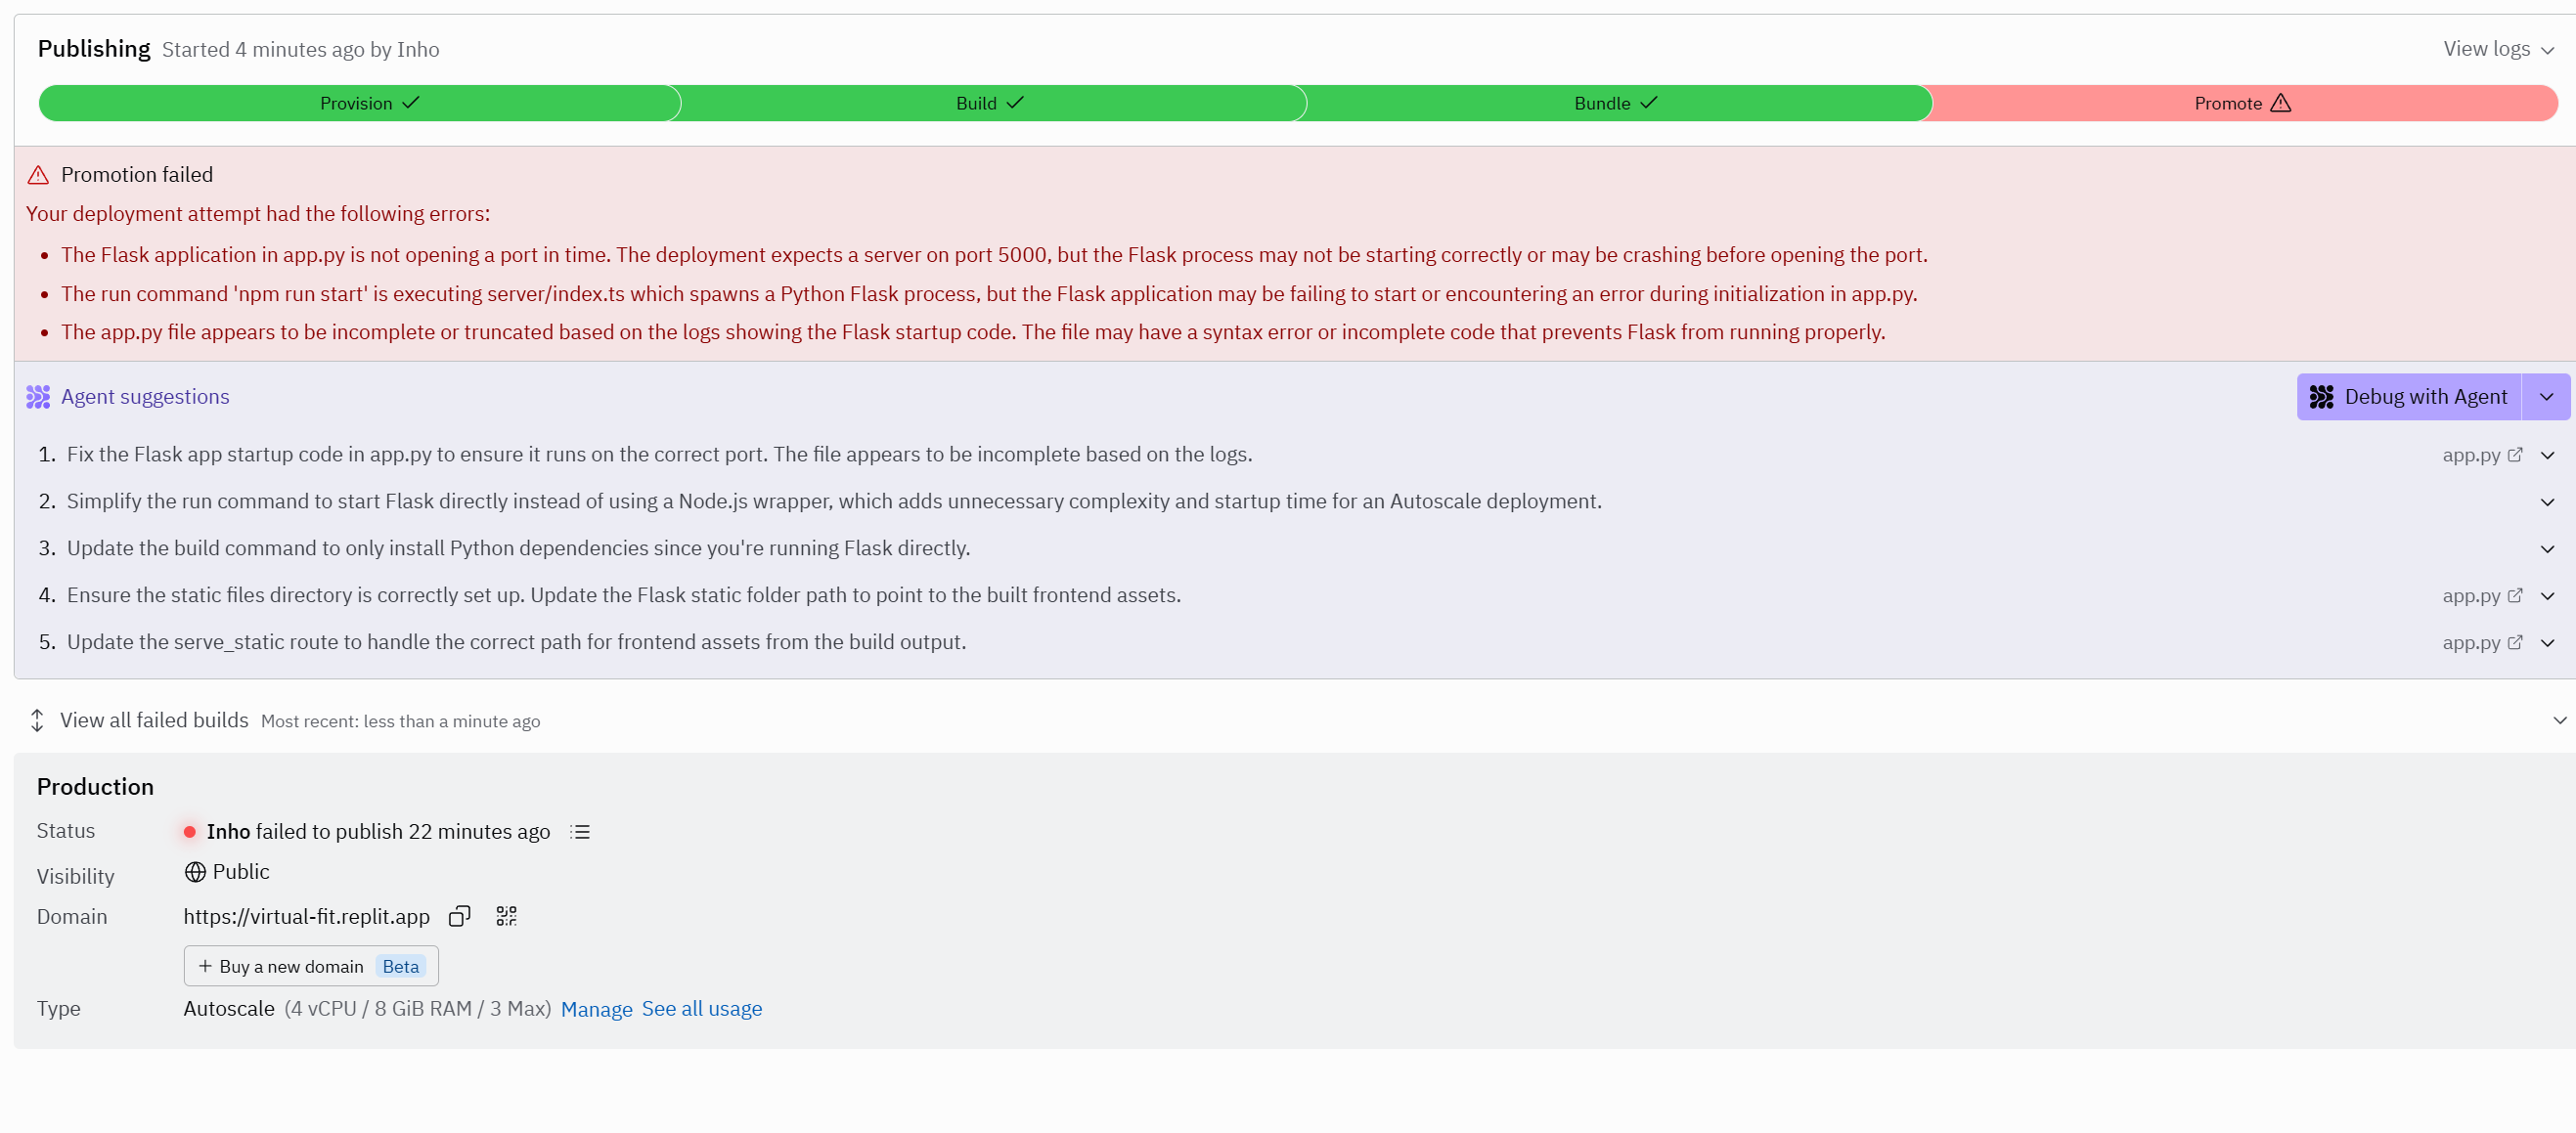 Publishing Started 4 minutes ago by Inho View logs
Provision Build Bundle Promote
Promotion failed
Your deployment attempt had the following errors:
• The Flask application in app.py is not opening a port in time. The deployment expects a server on port 5000, but the Flask process may not be starting correctly or may be crashing before opening the port.
• The run command 'npm run start' is executing server/index.ts which spawns a Python Flask process, but the Flask application may be failing to start or encountering an error during initialization in app.py.
• The app.py file appears to be incomplete or truncated based on the logs showing the Flask startup code. The file may have a syntax error or incomplete code that prevents Flask from running properly.
Agent suggestions Debug with Agent
1. Fix the Flask app startup code in app.py to ensure it runs on the correct port. The file appears to be incomplete based on the logs. app.py
2. Simplify the run command to start Flask directly instead of using a Node.js wrapper, which adds unnecessary complexity and startup time for an Autoscale deployment.
3. Update the build command to only install Python dependencies since you're running Flask directly.
4. Ensure the static files directory is correctly set up. Update the Flask static folder path to point to the built frontend assets. app.py
5. Update the serve_static route to handle the correct path for frontend assets from the build output. app.py
View all failed builds Most recent: less than a minute ago
Production
Status Inho failed to publish 22 minutes ago
Visibility Public
Domain https://virtual-fit.replit.app
+ Buy a new domain Beta
Type Autoscale (4 vCPU / 8 GiB RAM / 3 Max) Manage See all usage